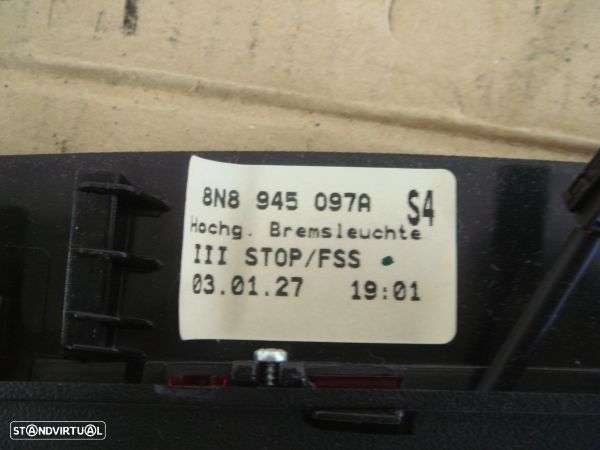 8N8 945 097A S4
Hochg. Bremsleuchte
III STOP/FSS
03.01.27 19:01
STANDVIRTUAL